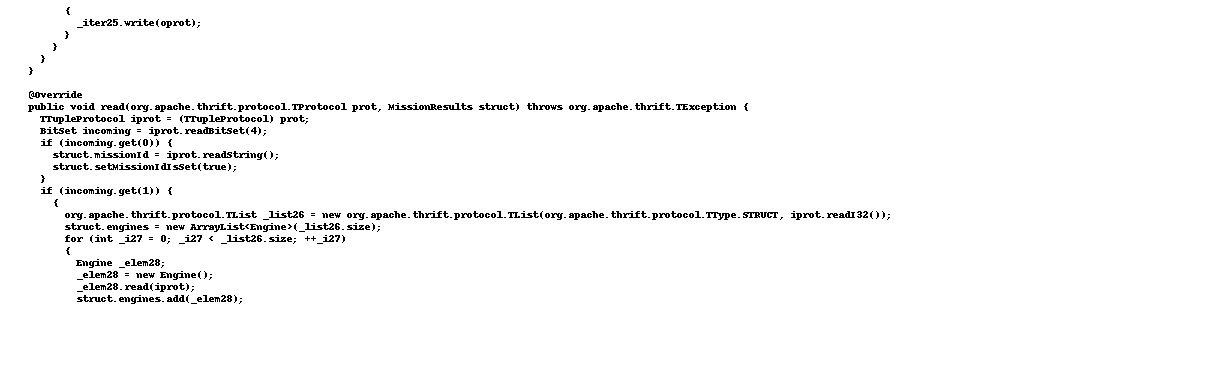 {
_iter25.write(oprot);
}
}
}
}
@Override
public void read(org.apache.thrift.protocol.TProtocol prot, MissionResults struct) throws org.apache.thrift.TException {
TTupleProtocol iprot = (TTupleProtocol) prot;
BitSet incoming = iprot.readBitSet(4);
if (incoming.get(0)) {
struct.missionId = iprot.readString();
struct.setMissionIdIsSet(true);
}
if (incoming.get(1)) {
{
org.apache.thrift.protocol.TList _list26 = new org.apache.thrift.protocol.TList(org.apache.thrift.protocol.TType.STRUCT, iprot.readI32());
struct.engines = new ArrayList<Engine>(_list26.size);
for (int _i27 = 0; _i27 < _list26.size; ++_i27)
{
Engine _elem28;
_elem28 = new Engine();
_elem28.read(iprot);
struct.engines.add(_elem28);